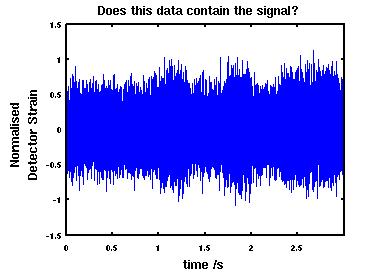 Does this data contain the signal?
Normalised
Detector Strain
1.5
1
0.5
0
-0.5
-1
-1.5
0 0.5 1 1.5 2 2.5
time /s